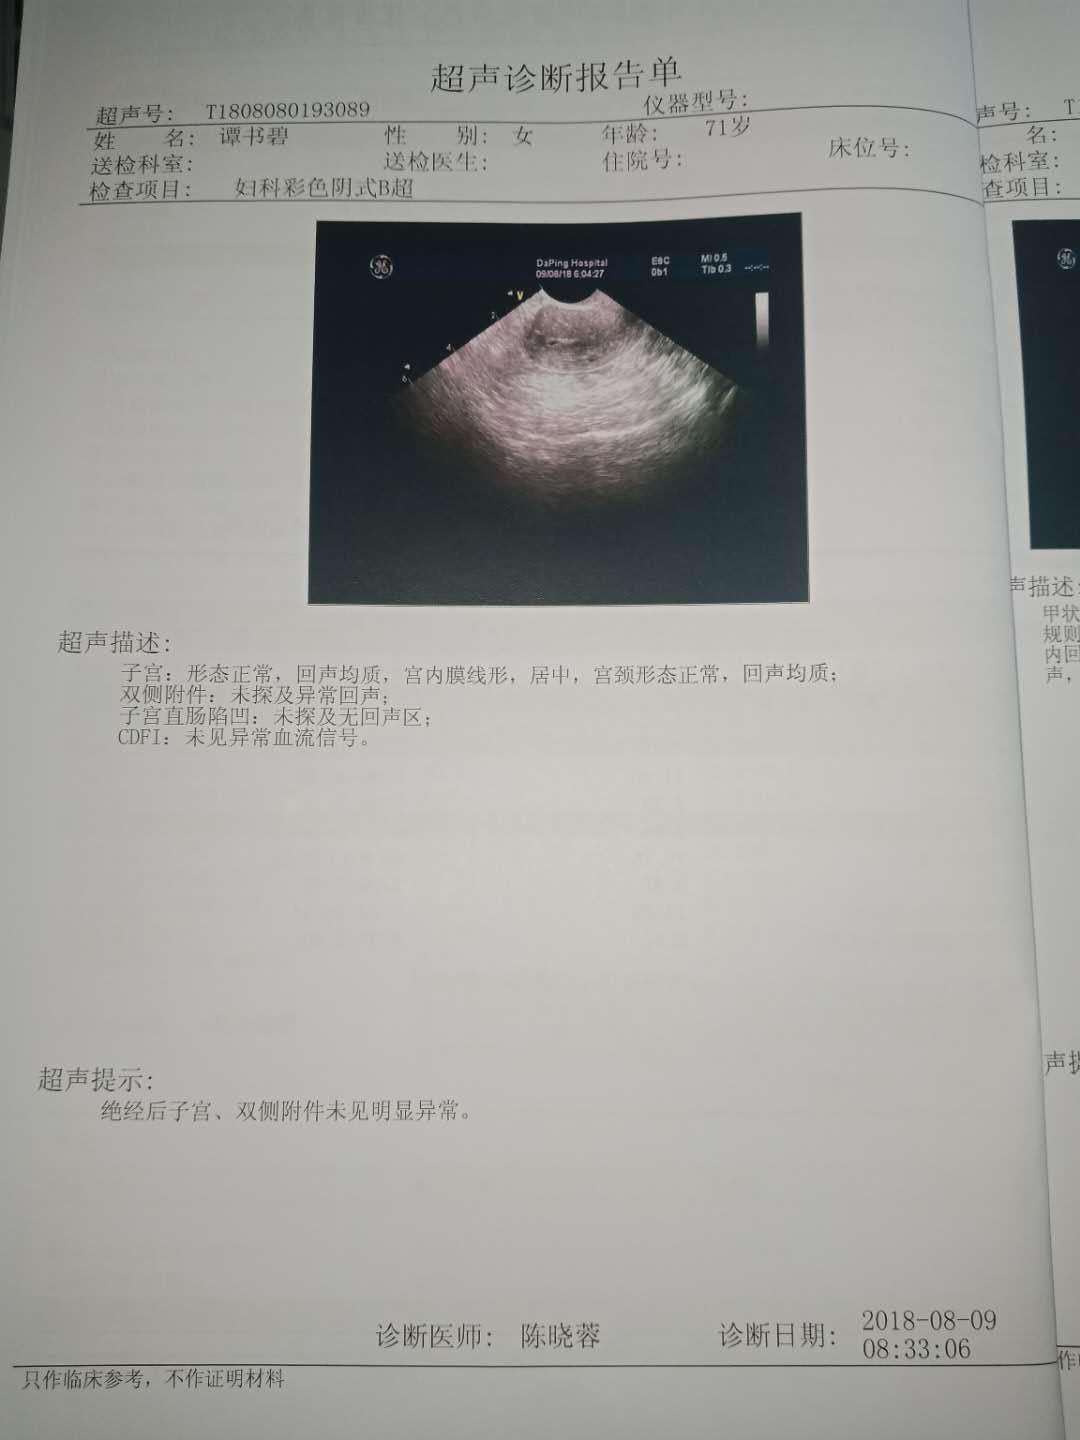 超声诊断报告单
超声号: T1808080193089 仪器型号:
姓 名: 谭书碧 性 别: 女 年龄: 71岁
送检科室: 送检医生: 住院号: 床位号:
检查项目: 妇科彩色阴式B超
DaPing Hospital E8C MI 0.5
09/08/18 6:04:27 0b1 TIb 0.3
V
2
4
6
超声描述:
子宫: 形态正常, 回声均质, 宫内膜线形, 居中, 宫颈形态正常, 回声均质;
双侧附件: 未探及异常回声;
子宫直肠陷凹: 未探及无回声区;
CDFI: 未见异常血流信号。
超声提示:
绝经后子宫、双侧附件未见明显异常。
诊断医师: 陈晓蓉 诊断日期: 2018-08-09
08:33:06
只作临床参考, 不作证明材料
声号: T1
名:
检科室:
查项目:
声描述:
甲状
规则
内回
声,